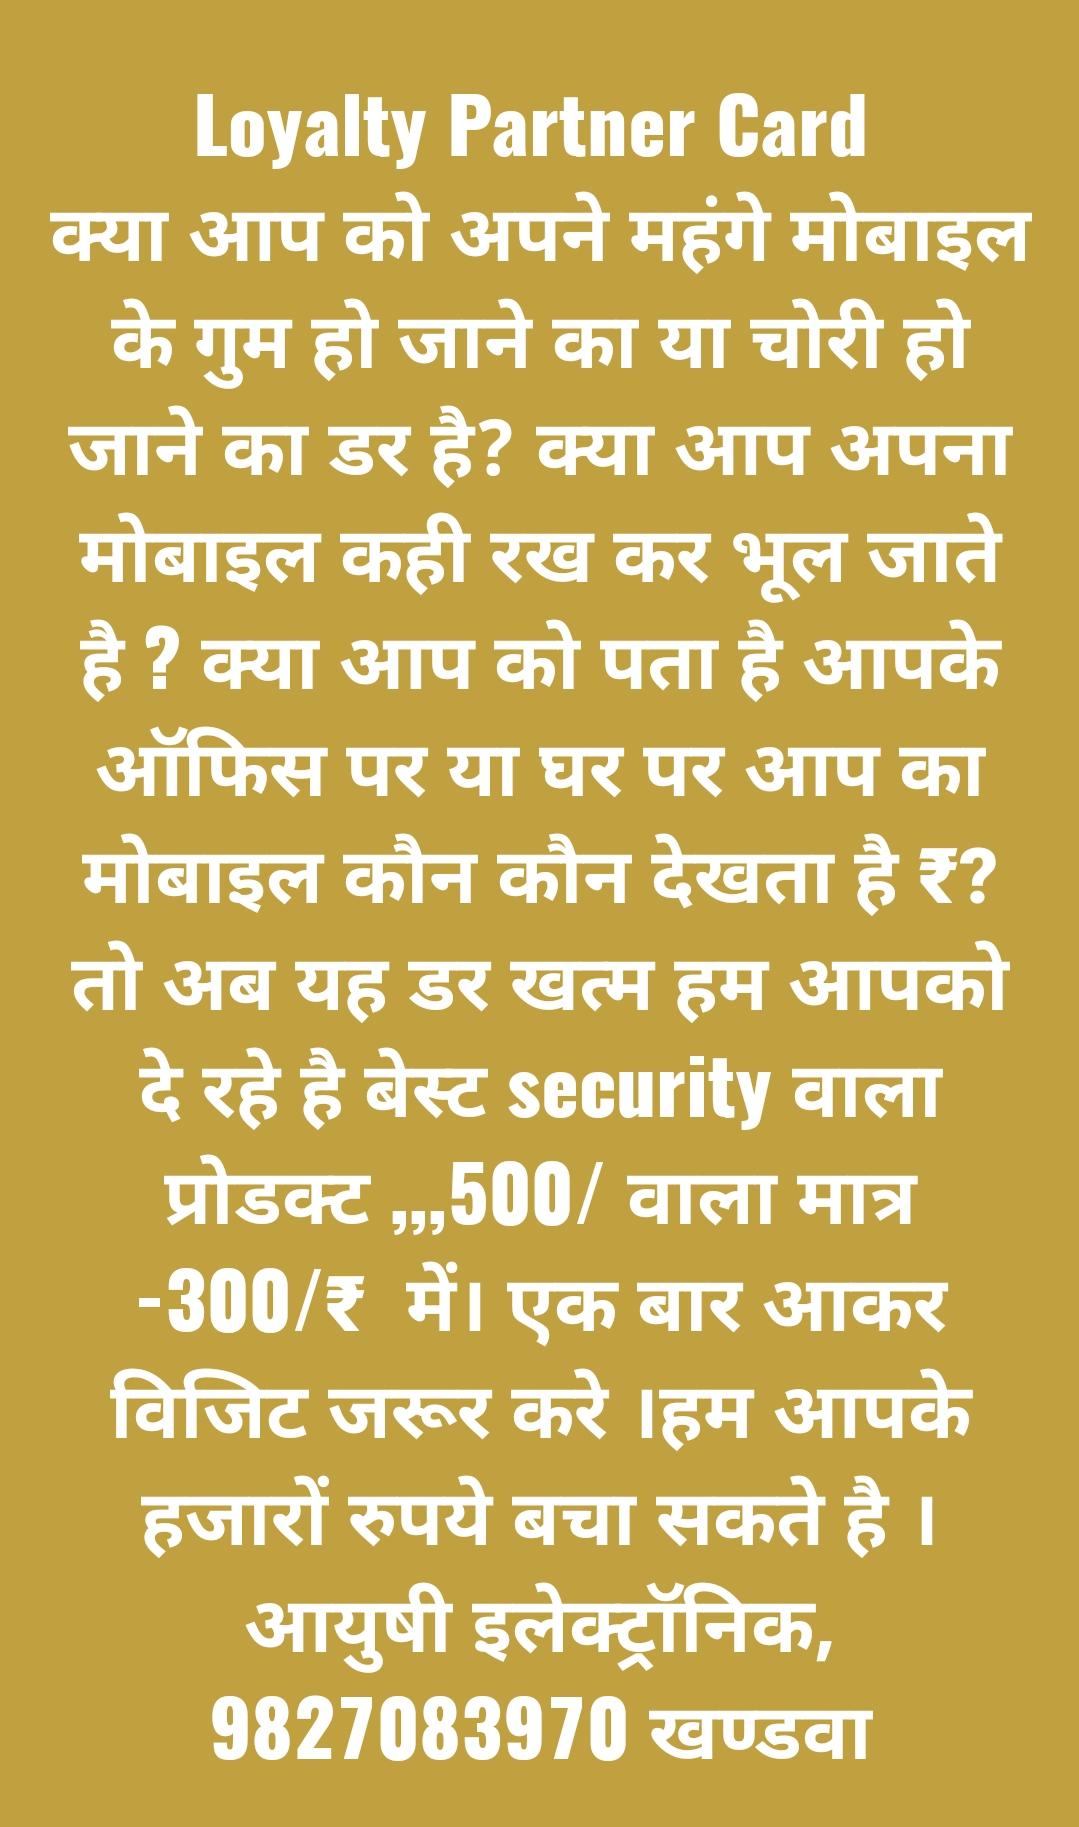 Loyalty Partner Card
क्या आप को अपने महंगे मोबाइल
के गुम हो जाने का या चोरी हो
जाने का डर है? क्या आप अपना
मोबाइल कही रख कर भूल जाते
है ? क्या आप को पता है आपके
ऑफिस पर या घर पर आप का
मोबाइल कौन कौन देखता है ₹?
तो अब यह डर खत्म हम आपको
दे रहे है बेस्ट security वाला
प्रोडक्ट ,,,500/ वाला मात्र
-300/₹ में। एक बार आकर
विजिट जरूर करे ।हम आपके
हजारों रुपये बचा सकते है ।
आयुषी इलेक्ट्रॉनिक,
9827083970 खण्डवा